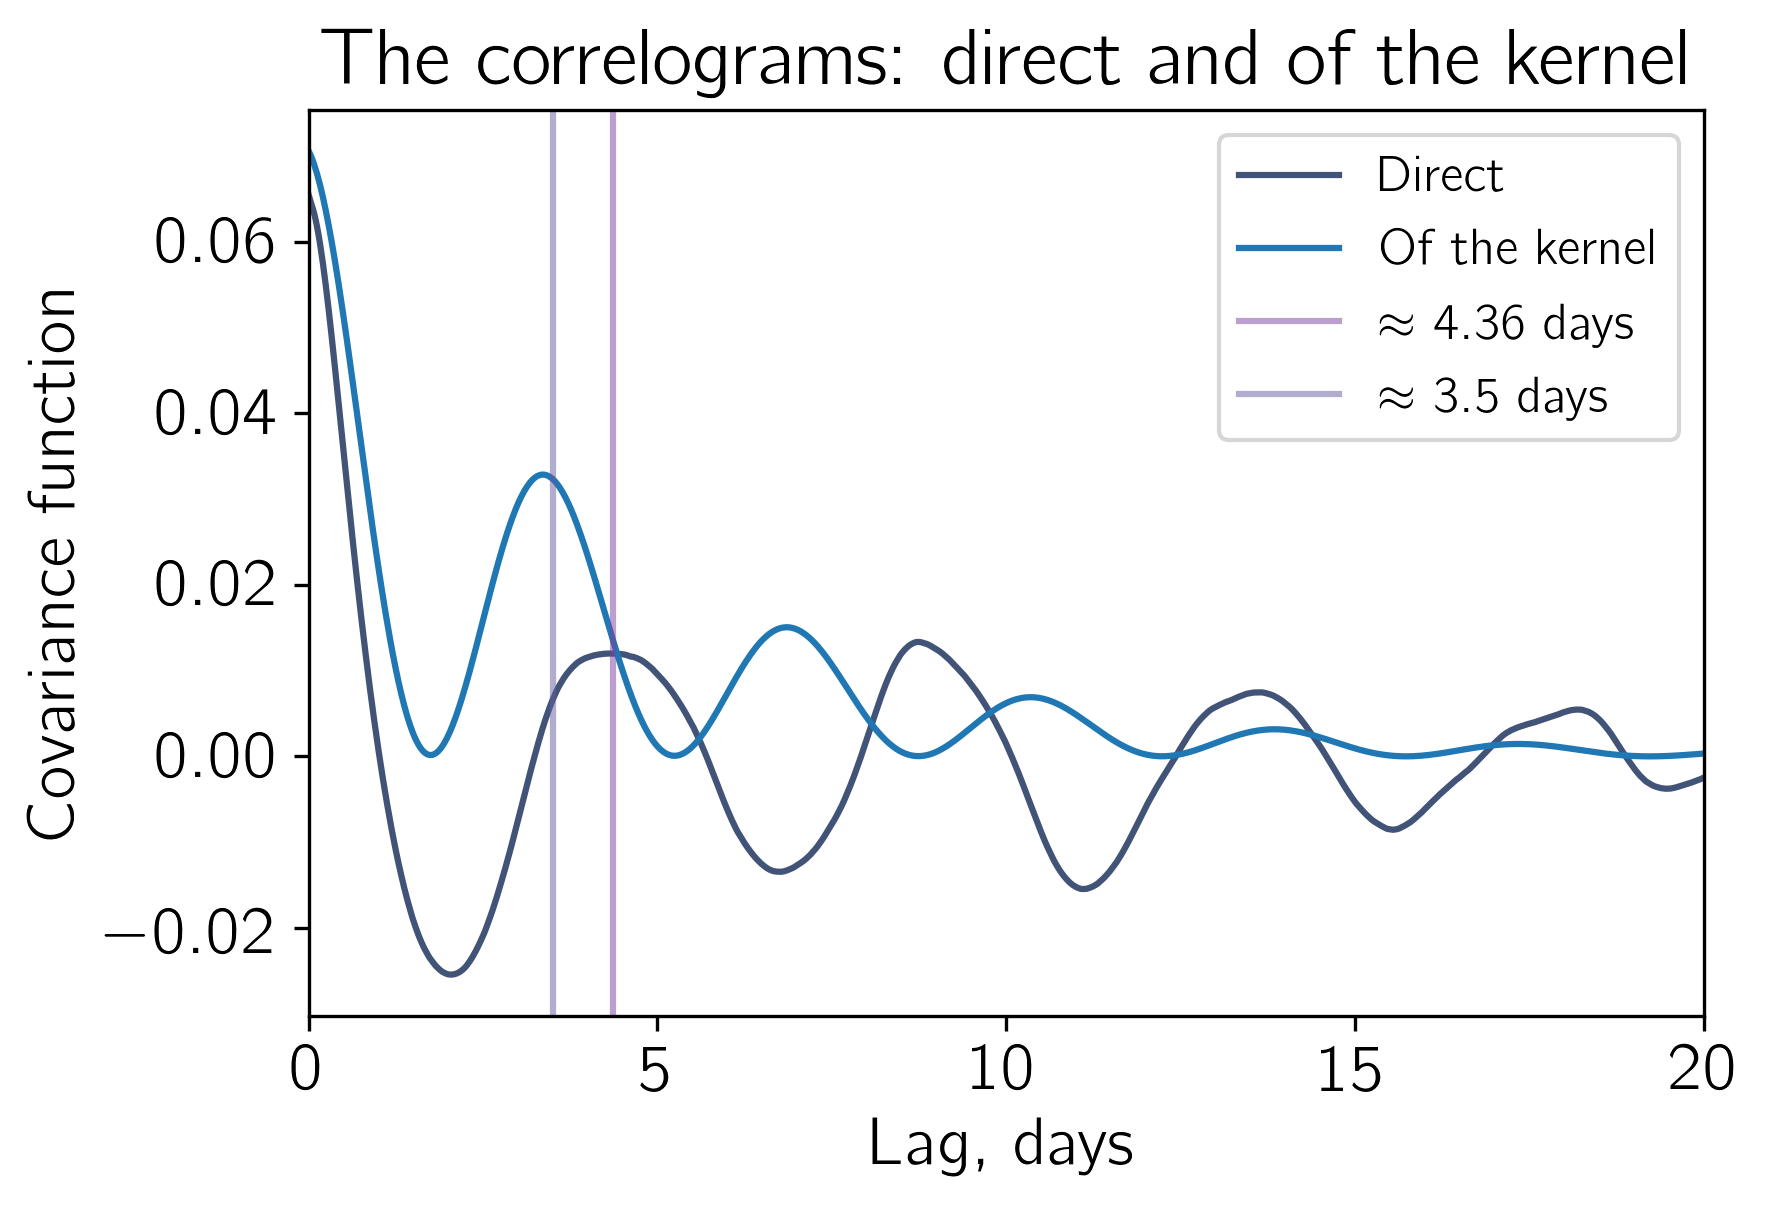 The correlograms: direct and of the kernel
Direct
Of the kernel
≈ 4.36 days
≈ 3.5 days
0.06
0.04
0.02
0.00
−0.02
Covariance function
0 5 10 15 20
Lag, days